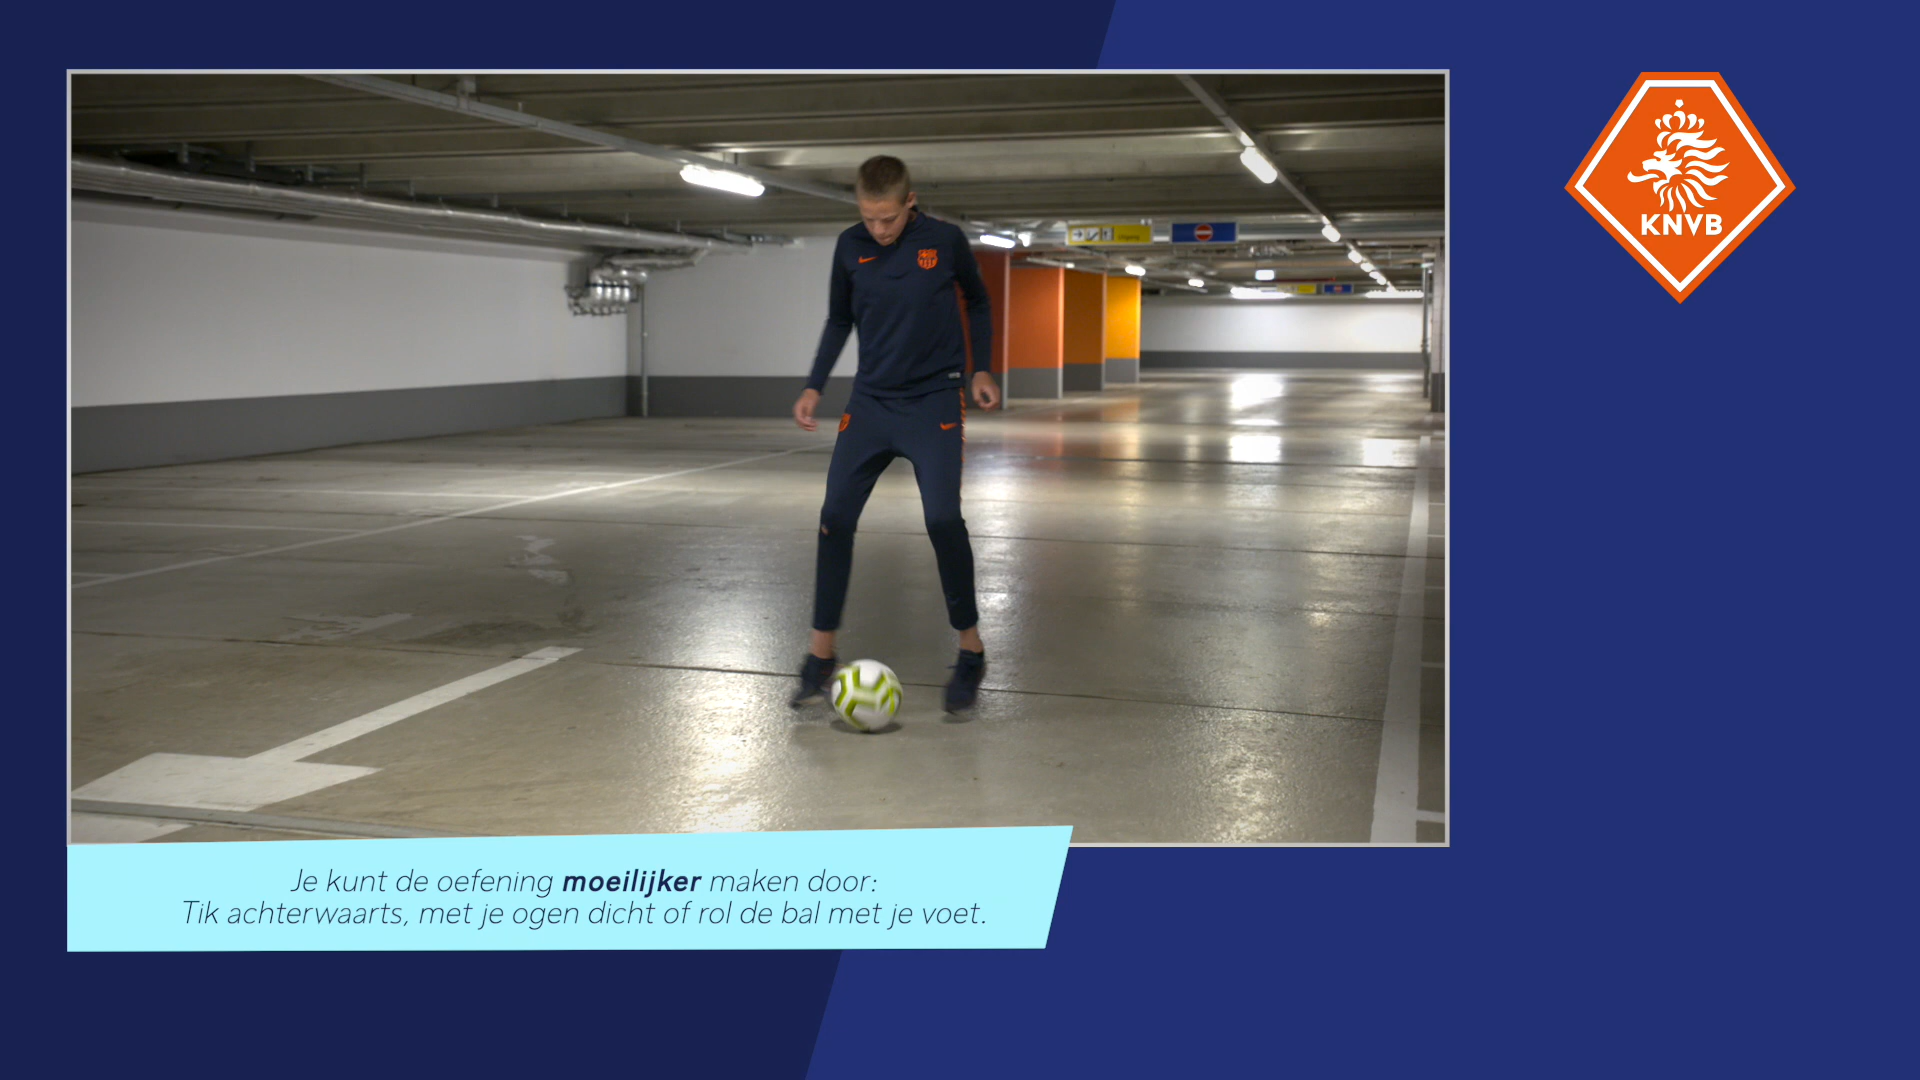 KNVB
Je kunt de oefening moeilijker maken door:
Tik achterwaarts, met je ogen dicht of rol de bal met je voet.